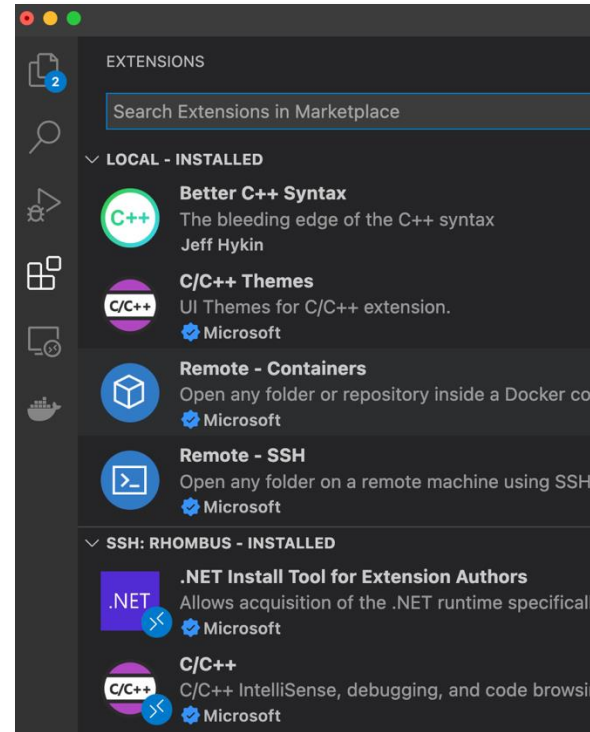 EXTENSIONS
2
Search Extensions in Marketplace
LOCAL - INSTALLED
Better C++ Syntax
C++
The bleeding edge of the C++ syntax
Jeff Hykin
C/C++ Themes
C/C++
UI Themes for C/C++ extension.
Microsoft
Remote - Containers
Open any folder or repository inside a Docker co
Microsoft
Remote - SSH
Open any folder on a remote machine using SSH
Microsoft
SSH: RHOMBUS - INSTALLED
.NET Install Tool for Extension Authors
.NET
Allows acquisition of the .NET runtime specifical
Microsoft
C/C++
C/C++
C/C++ IntelliSense, debugging, and code browsi
Microsoft